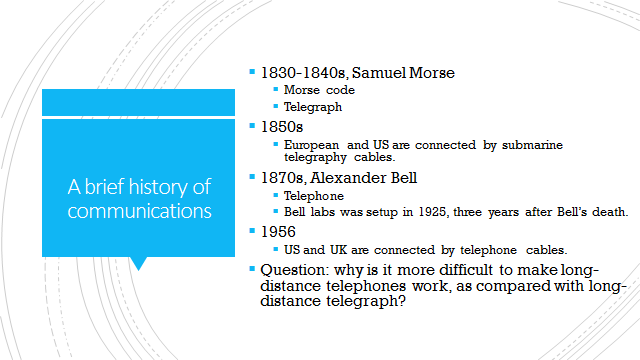 A brief history of
communications
1830-1840s, Samuel Morse
Morse code
Telegraph
1850s
European and US are connected by submarine
telegraphy cables.
1870s, Alexander Bell
Telephone
Bell labs was setup in 1925, three years after Bell's death.
1956
US and UK are connected by telephone cables.
Question: why is it more difficult to make long-
distance telephones work, as compared with long-
distance telegraph?